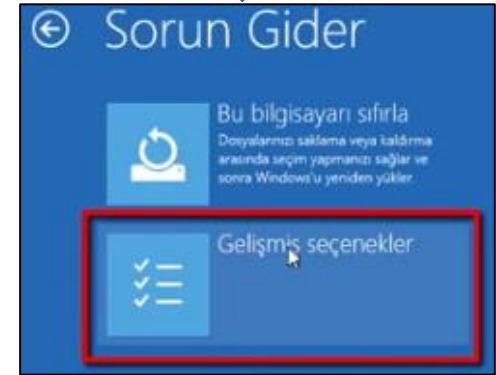 Sorun Gider
Bu bilgisayarı sıfırla
Dosyalarınızı saklama veya kaldırma
arasında seçim yapmanızı sağlar ve
sonra Windows'u yeniden yükler.
Gelişmiş seçenekler